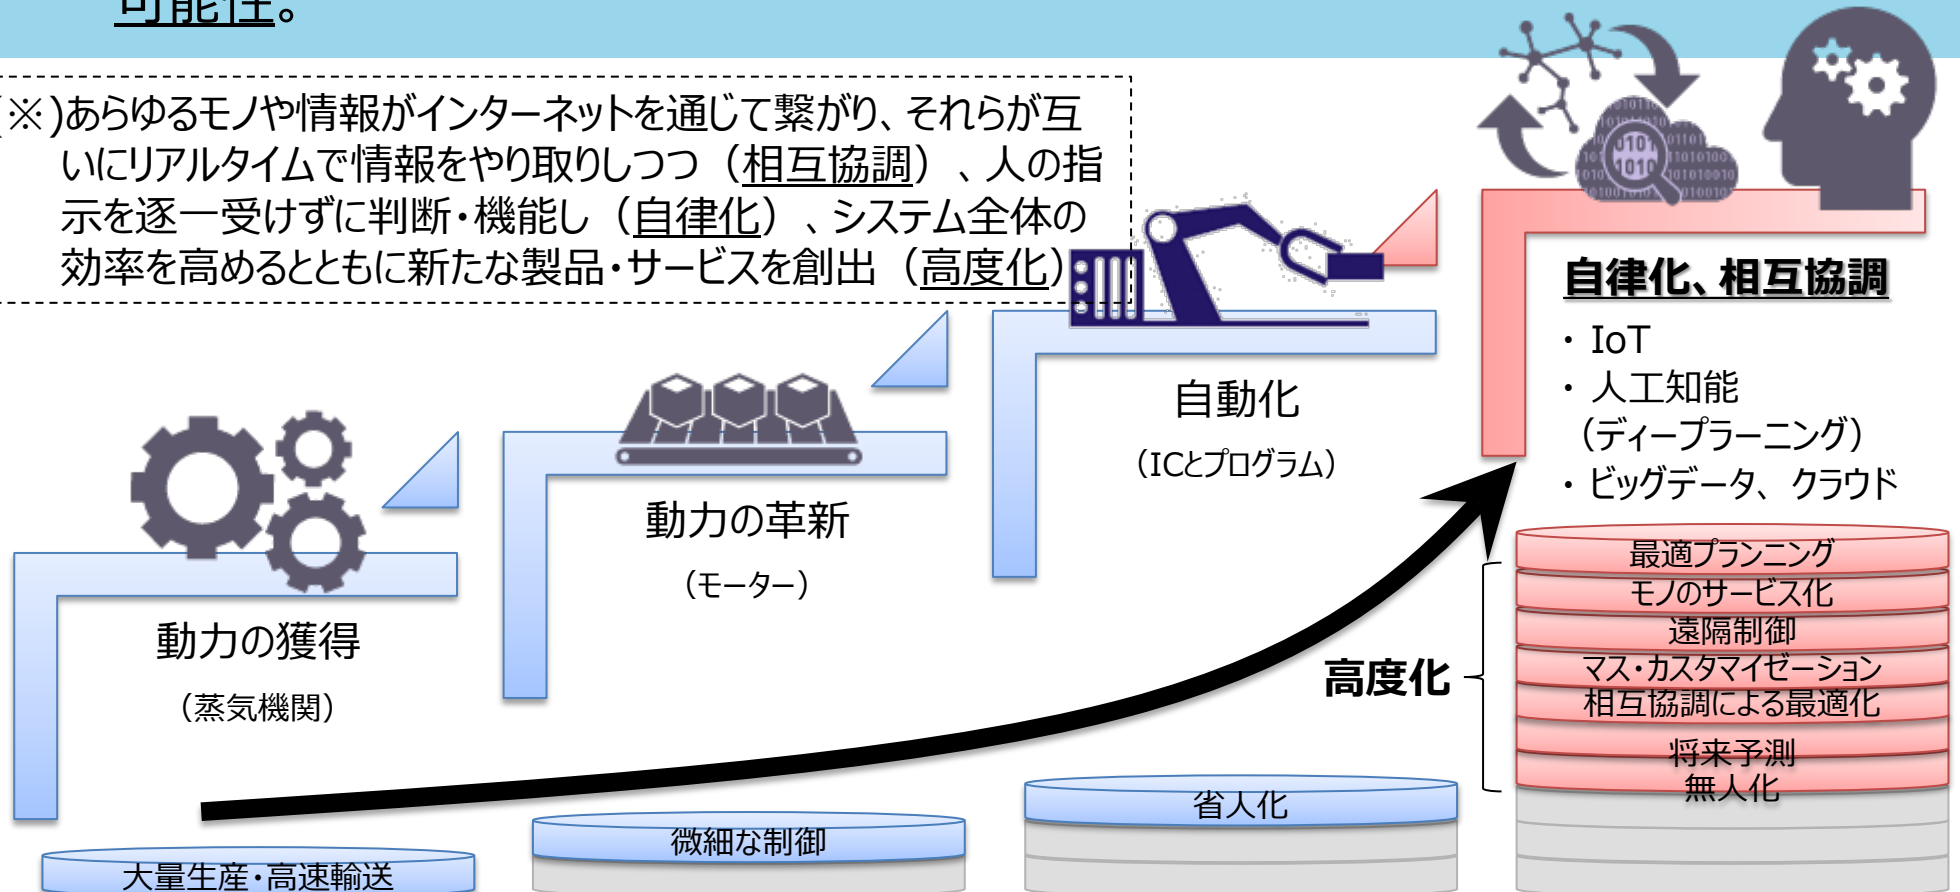 可能性。
(※)あらゆるモノや情報がインターネットを通じて繋がり、それらが互
いにリアルタイムで情報をやり取りしつつ（相互協調）、人の指
示を逐一受けずに判断・機能し（自律化）、システム全体の
効率を高めるとともに新たな製品・サービスを創出（高度化）
動力の獲得
（蒸気機関）
大量生産・高速輸送
動力の革新
（モーター）
微細な制御
自動化
（ICとプログラム）
省人化
自律化、相互協調
・ IoT
・ 人工知能
（ディープラーニング）
・ ビッグデータ、クラウド
高度化
最適プランニング
モノのサービス化
遠隔制御
マス・カスタマイゼーション
相互協調による最適化
将来予測
無人化